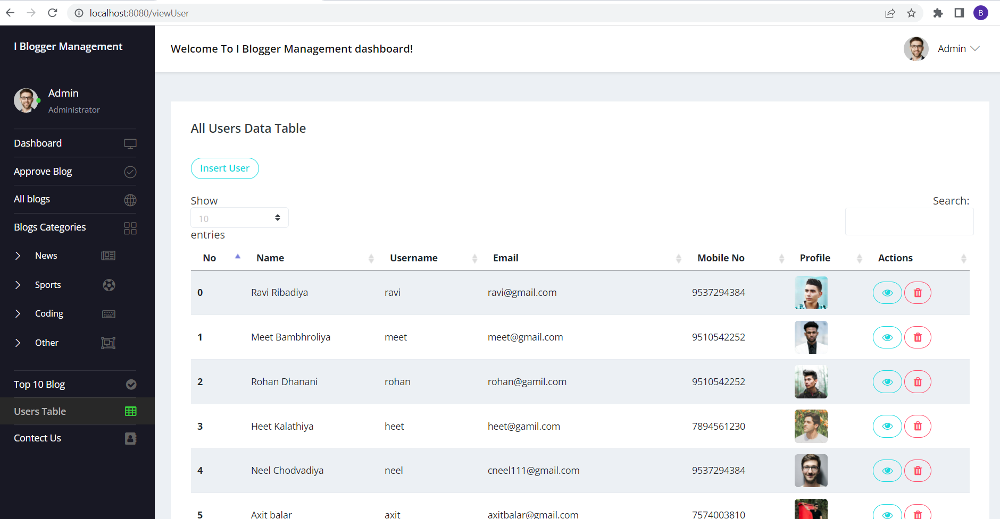 localhost:8080/viewUser
B
I Blogger Management
Welcome To I Blogger Management dashboard!
Admin
Admin
Administrator
Dashboard
Approve Blog
All blogs
Blogs Categories
News
Sports
Coding
Other
Top 10 Blog
Users Table
Contect Us
All Users Data Table
Insert User
Show
10
entries
Search:
No Name Username Email Mobile No Profile Actions
0 Ravi Ribadiya ravi ravi@gmail.com 9537294384
1 Meet Bambhroliya meet meet@gmail.com 9510542252
2 Rohan Dhanani rohan rohan@gamil.com 9510542252
3 Heet Kalathiya heet heet@gamil.com 7894561230
4 Neel Chodvadiya neel cneel111@gmail.com 9537294384
5 Axit balar axit axitbalar@gmail.com 7574003810